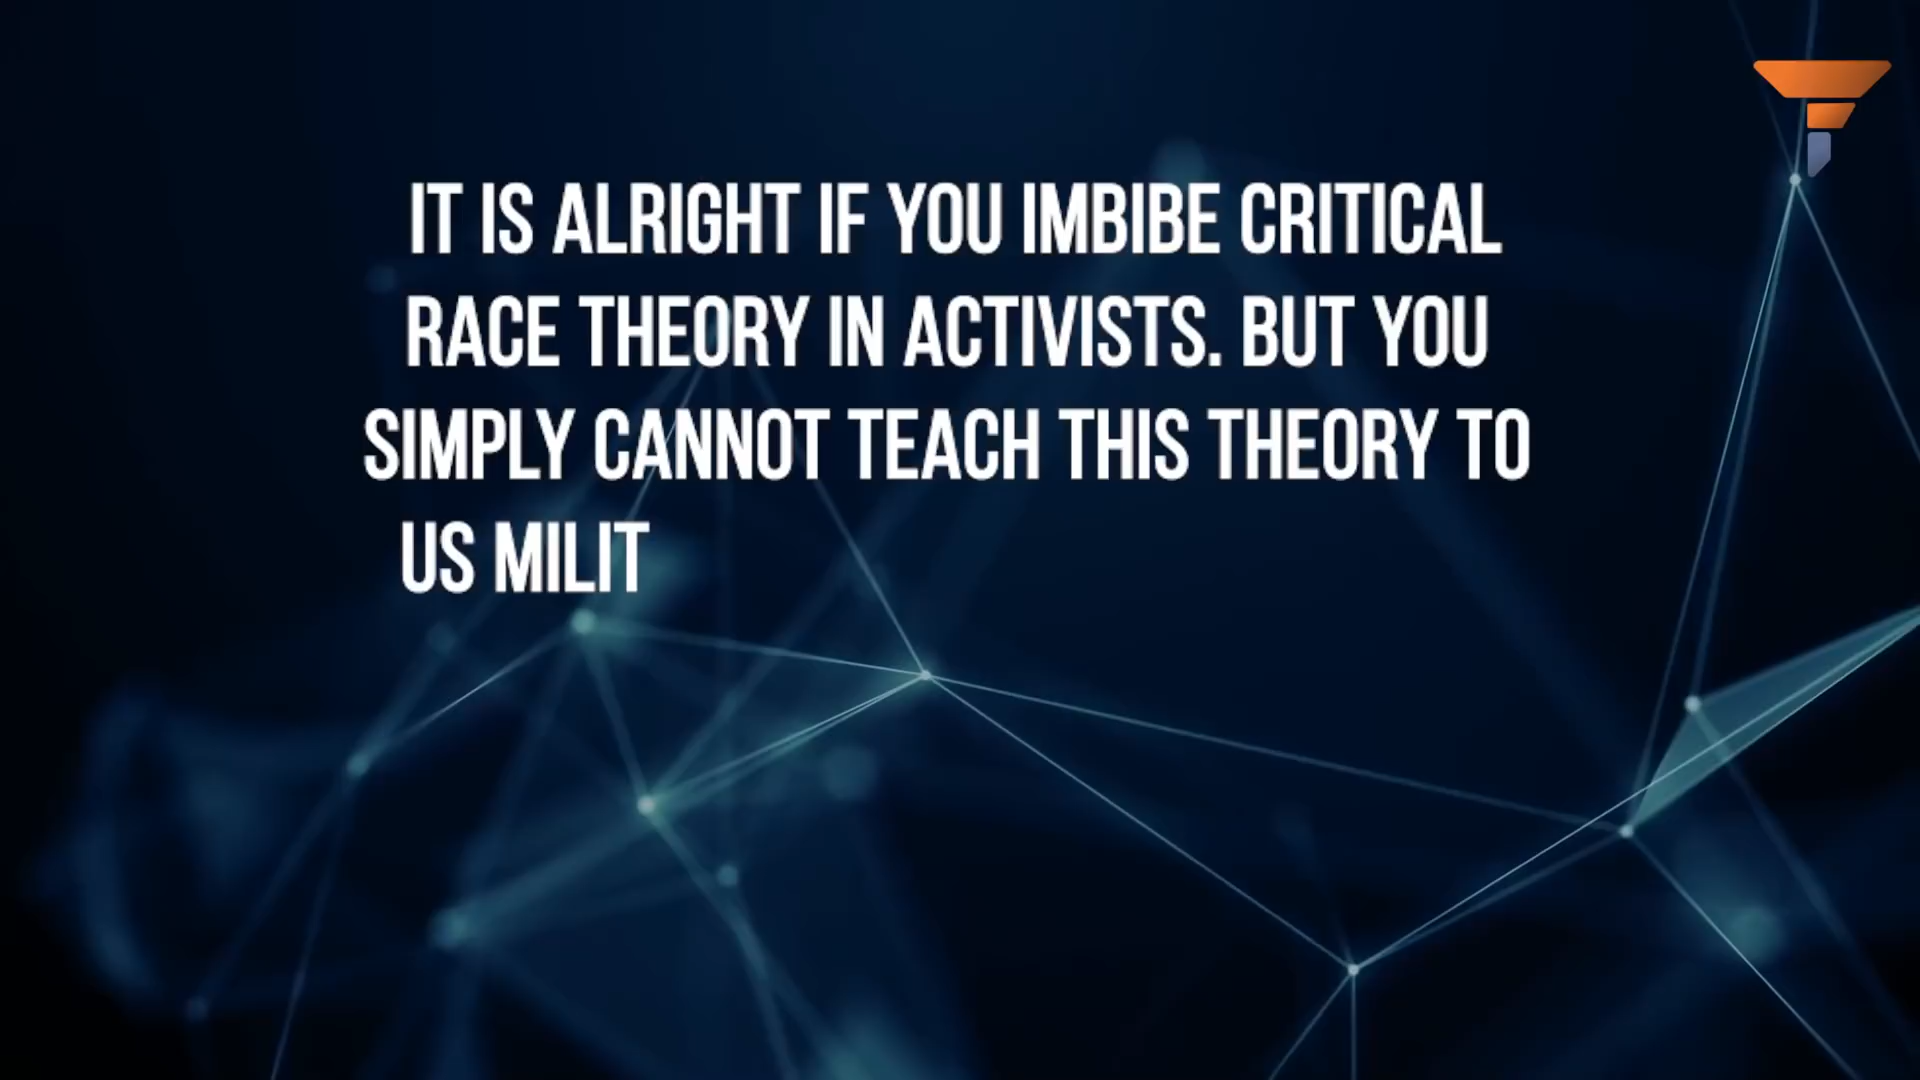 IT IS ALRIGHT IF YOU IMBIBE CRITICAL
RACE THEORY IN ACTIVISTS. BUT YOU
SIMPLY CANNOT TEACH THIS THEORY TO
US MILIT